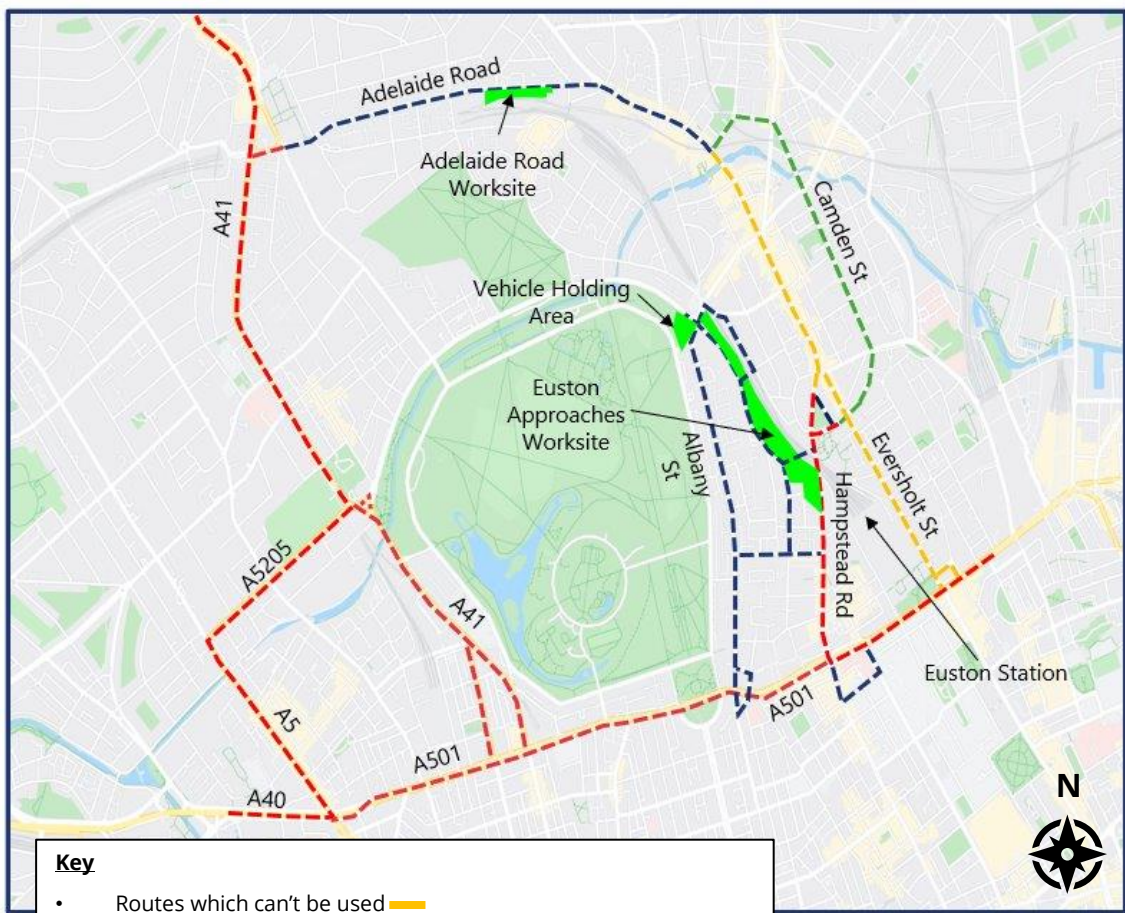 Adelaide Road
Adelaide Road
Worksite
A41
Camden St
Vehicle Holding
Area
Euston
Approaches
Worksite
Albany
St
Hampstead Rd
Eversholt St
A5205
A41
Euston Station
A5
A501
A501
A40
N
Key
• Routes which can’t be used